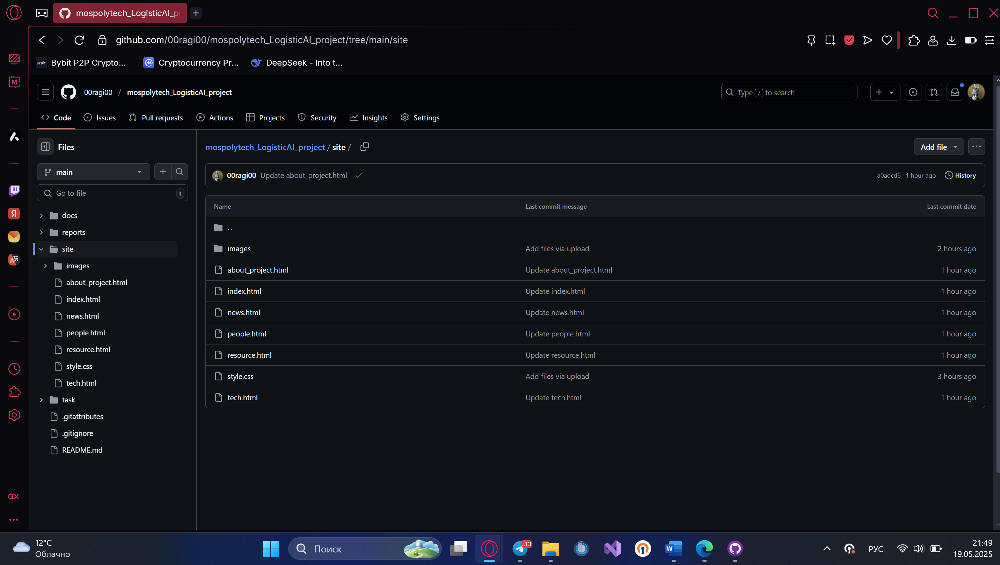 mospolytech_LogisticAI_pr
github.com/00ragi00/mospolytech_LogisticAI_project/tree/main/site
BYBIT Bybit P2P Crypto... Cryptocurrency Pr... DeepSeek - Into t...
M
00ragi00 / mospolytech_LogisticAI_project
Type / to search
Code Issues Pull requests Actions Projects Security Insights Settings
Files
mospolytech_LogisticAI_project / site /
Add file
main
00ragi00 Update about_project.html
a0adcd6 · 1 hour ago History
Go to file t
Name Last commit message Last commit date
docs
..
reports
site
images Add files via upload 2 hours ago
images
about_project.html Update about_project.html 1 hour ago
about_project.html
index.html Update index.html 1 hour ago
index.html
news.html Update news.html 1 hour ago
news.html
people.html Update people.html 1 hour ago
people.html
resource.html Update resource.html 1 hour ago
resource.html
style.css Add files via upload 3 hours ago
style.css
tech.html Update tech.html 1 hour ago
tech.html
task
.gitattributes
.gitignore
README.md
Я
GX
12°C
Облачно
Поиск
..13
W
РУС
21:49
19.05.2025